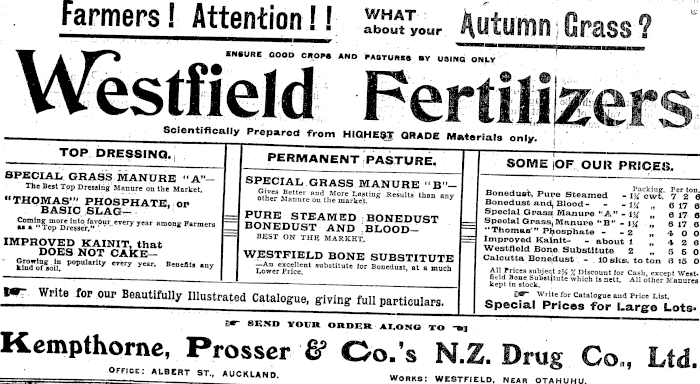 Farmers! Attention!! WHAT about your Autumn Grass?
ENSURE GOOD CROPS AND PASTURES BY USING ONLY
Westfield Fertilizers
Scientifically Prepared from HIGHEST GRADE Materials only.
TOP DRESSING.
SPECIAL GRASS MANURE "A"—
The Best Top Dressing Manure on the Market.
"THOMAS'" PHOSPHATE, or
BASIC SLAG—
Coming more into favour every year among Farmers
as a "Top Dresser."
IMPROVED KAINIT, that
DOES NOT CAKE—
Growing in popularity every year. Benefits any
kind of soil.
PERMANENT PASTURE.
SPECIAL GRASS MANURE "B"—
Gives Better and More Lasting Results than any
other Manure on the market.
PURE STEAMED BONEDUST
BONEDUST AND BLOOD—
BEST ON THE MARKET.
WESTFIELD BONE SUBSTITUTE
—An excellent substitute for Bonedust, at a much
Lower Price.
SOME OF OUR PRICES.
Packing. Per ton.
Bonedust, Pure Steamed - 1¼ cwt. 7 2 6
Bonedust and Blood - - 1¼ „ 6 17 6
Special Grass Manure "A" - 1¼ „ 6 17 6
Special Grass Manure "B" - 1¼ „ 6 17 6
"Thomas'" Phosphate - - 2 „ 4 0 0
Improved Kainit - - about 1 „ 4 2 6
Westfield Bone Substitute 2 „ 5 5 0
Calcutta Bonedust - 10 sks. to ton 6 15 0
All Prices subject 2½ % Discount for Cash, except West-
field Bone Substitute which is nett. All other Manures
kept in stock.
Write for Catalogue and Price List.
Special Prices for Large Lots.
Write for our Beautifully Illustrated Catalogue, giving full particulars.
SEND YOUR ORDER ALONG TO
Kempthorne, Prosser & Co.'s N.Z. Drug Co., Ltd.
OFFICE: ALBERT ST., AUCKLAND. WORKS: WESTFIELD, NEAR OTAHUHU.